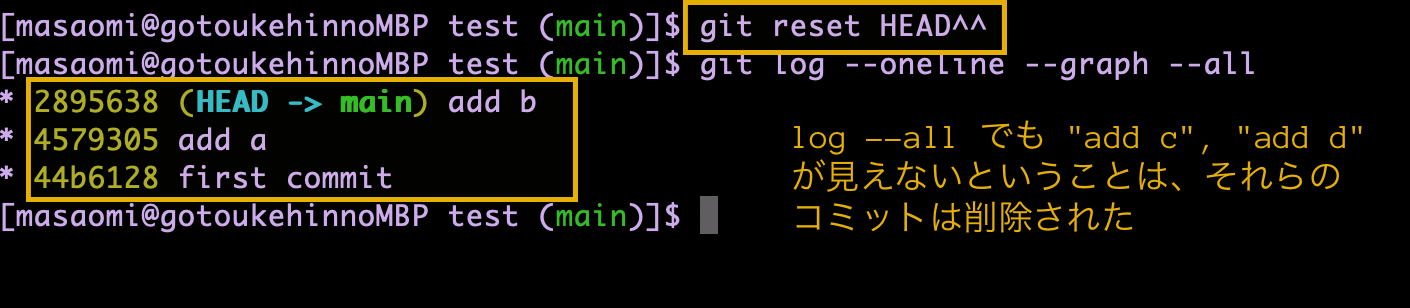 [masaomi@gotoukehinnoMBP test (main)]$ git reset HEAD^^
[masaomi@gotoukehinnoMBP test (main)]$ git log --oneline --graph --all
* 2895638 (HEAD -> main) add b
* 4579305 add a
* 44b6128 first commit
[masaomi@gotoukehinnoMBP test (main)]$
log --all でも "add c", "add d"
が見えないということは、それらの
コミットは削除された